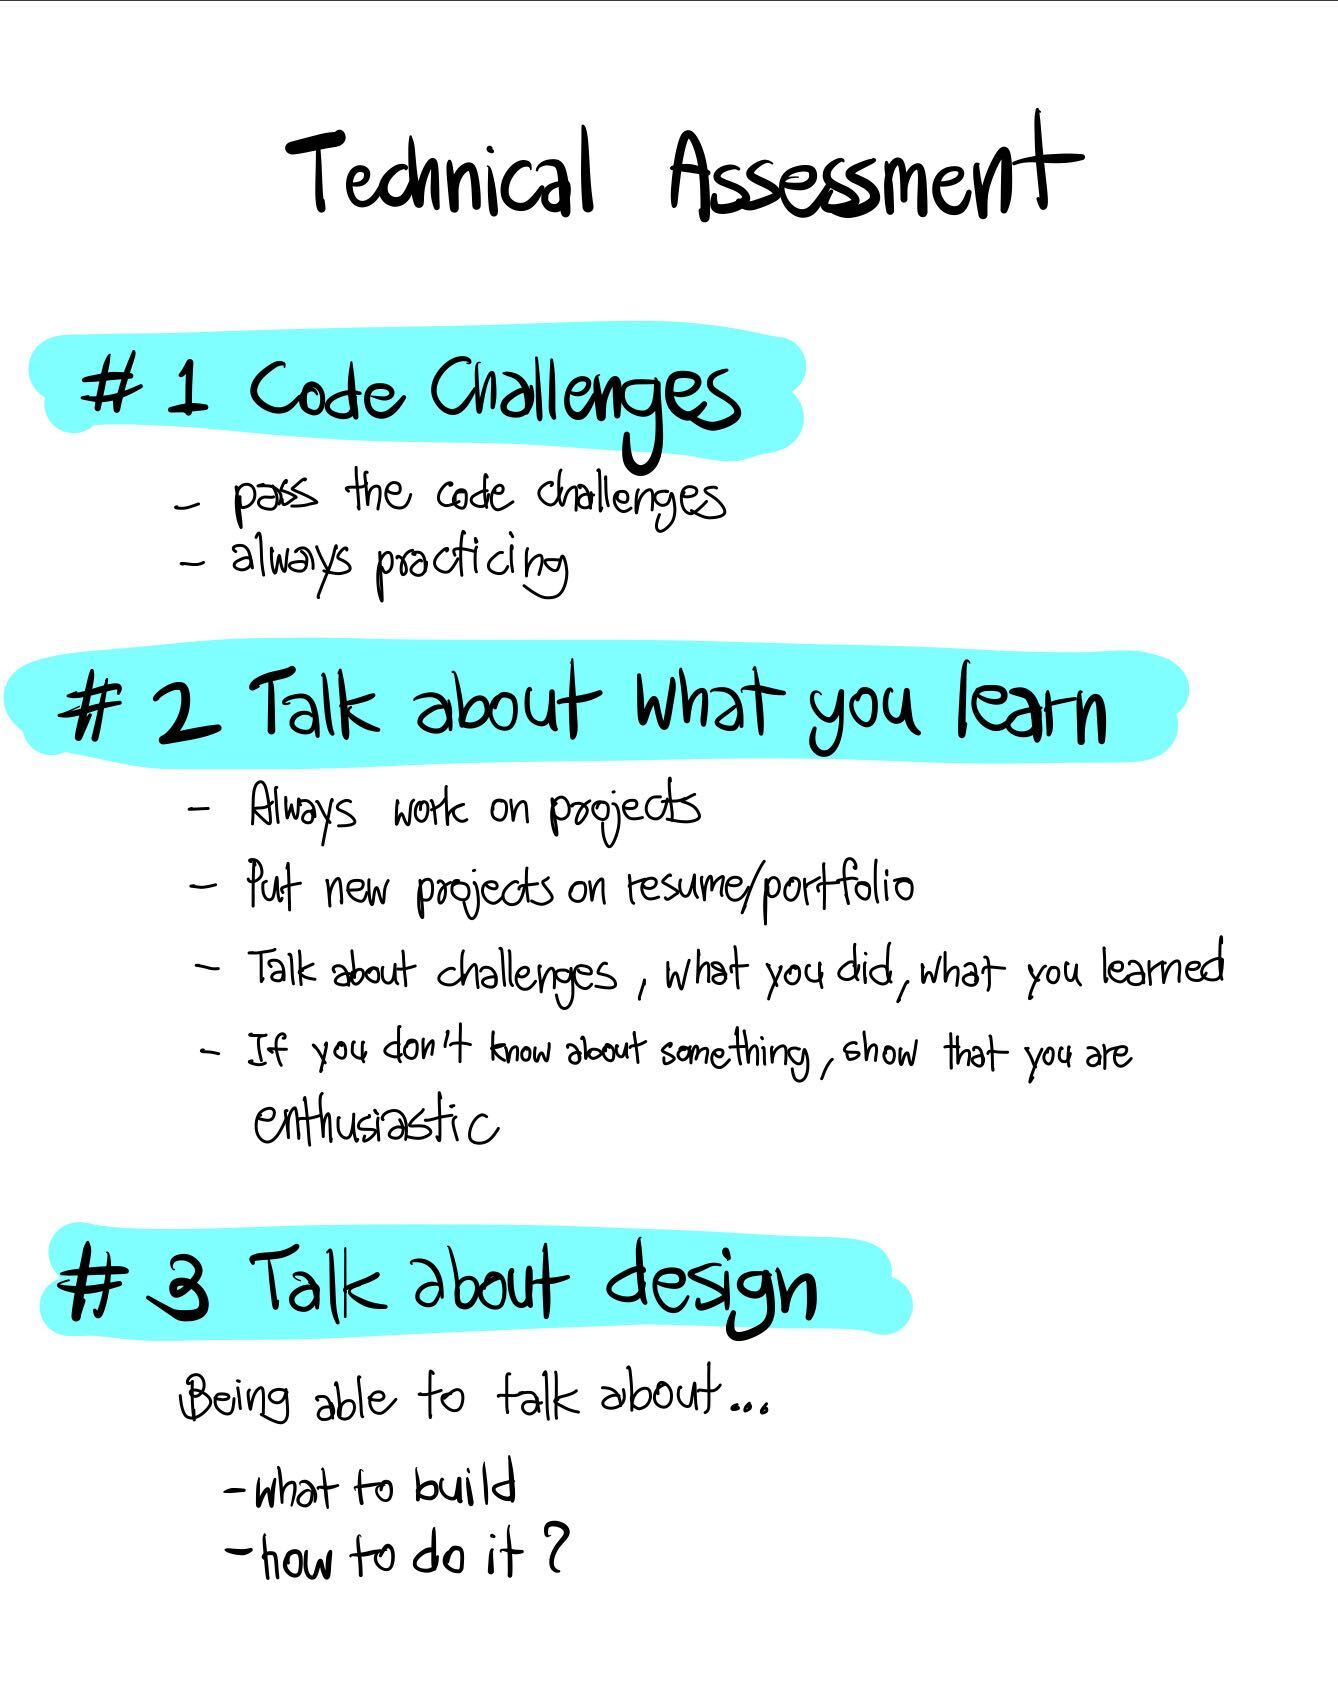 Technical Assessment
# 1 Code Challenges
- pass the code challenges
- always practicing
# 2 Talk about what you learn
- Always work on projects
- Put new projects on resume/portfolio
- Talk about challenges, what you did, what you learned
- If you don't know about something, show that you are
enthusiastic
# 3 Talk about design
Being able to talk about...
- what to build
- how to do it?